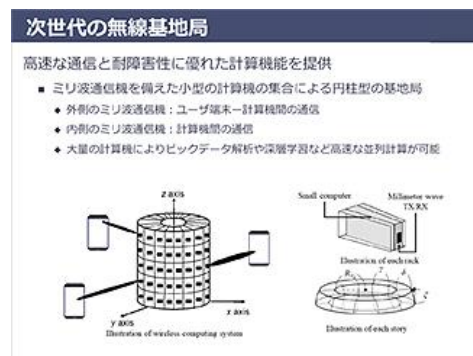 次世代の無線基地局
高速な通信と耐障害性に優れた計算機能を提供
■ ミリ波通信機を備えた小型の計算機の集合による円柱型の基地局
◆ 外側のミリ波通信機：ユーザ端末ー計算機間の通信
◆ 内側のミリ波通信機：計算機間の通信
◆ 大量の計算機によりビックデータ解析や深層学習など高速な並列計算が可能
z axis
x axis
y axis
Illustration of wireless computing system
Small computer
Millimeter wave
TX/RX
Illustration of each rack
Illustration of each story